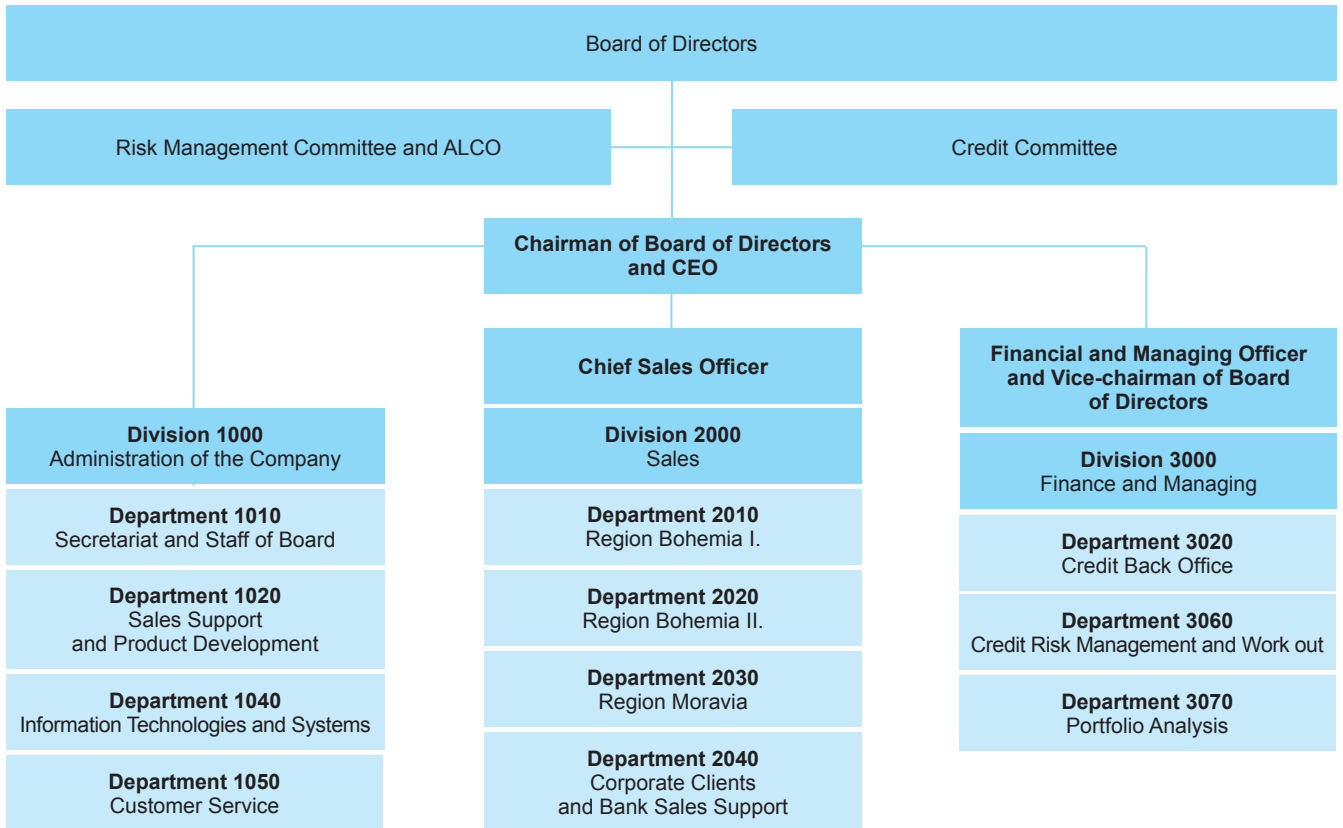 Board of Directors
Risk Management Committee and ALCO
Credit Committee
Chairman of Board of Directors
and CEO
Division 1000
Administration of the Company
Department 1010
Secretariat and Staff of Board
Department 1020
Sales Support
and Product Development
Department 1040
Information Technologies and Systems
Department 1050
Customer Service
Chief Sales Officer
Division 2000
Sales
Department 2010
Region Bohemia I.
Department 2020
Region Bohemia II.
Department 2030
Region Moravia
Department 2040
Corporate Clients
and Bank Sales Support
Financial and Managing Officer
and Vice-chairman of Board
of Directors
Division 3000
Finance and Managing
Department 3020
Credit Back Office
Department 3060
Credit Risk Management and Work out
Department 3070
Portfolio Analysis